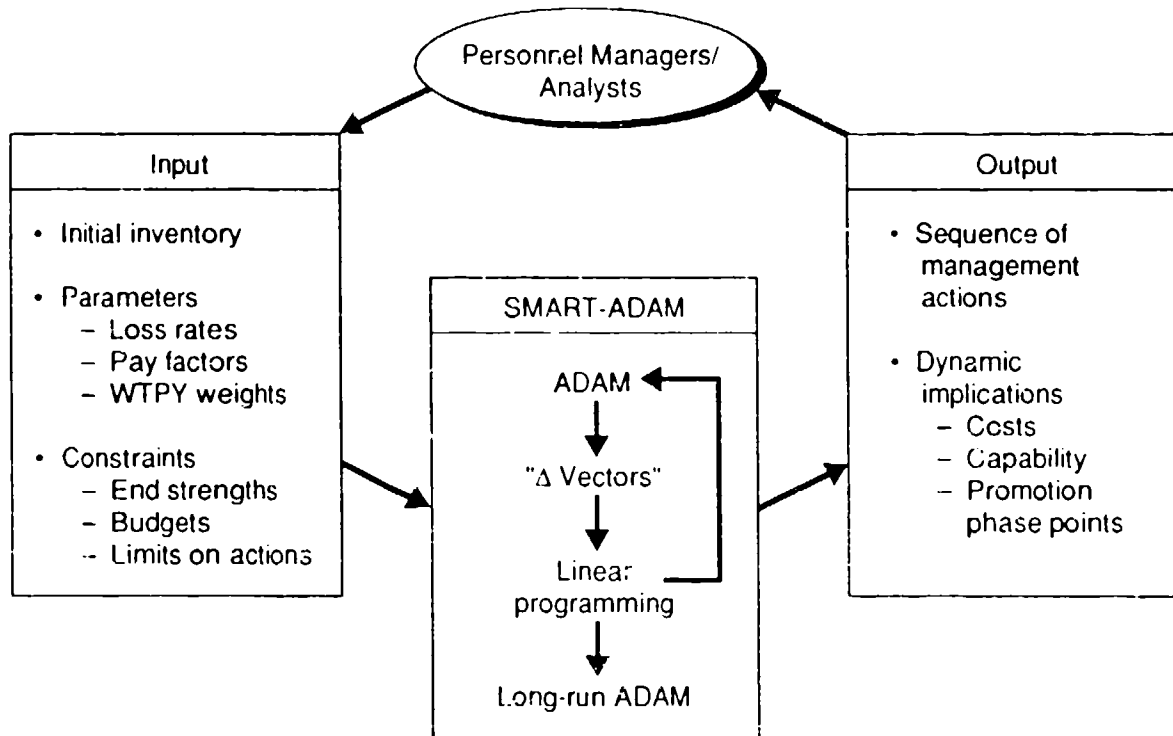 Personnel Managers/
Analysts
Input
• Initial inventory
• Parameters
– Loss rates
– Pay factors
– WTPY weights
• Constraints
– End strengths
– Budgets
– Limits on actions
SMART-ADAM
ADAM
"Δ Vectors"
Linear
programming
Long-run ADAM
Output
• Sequence of
management
actions
• Dynamic
implications
– Costs
– Capability
– Promotion
phase points